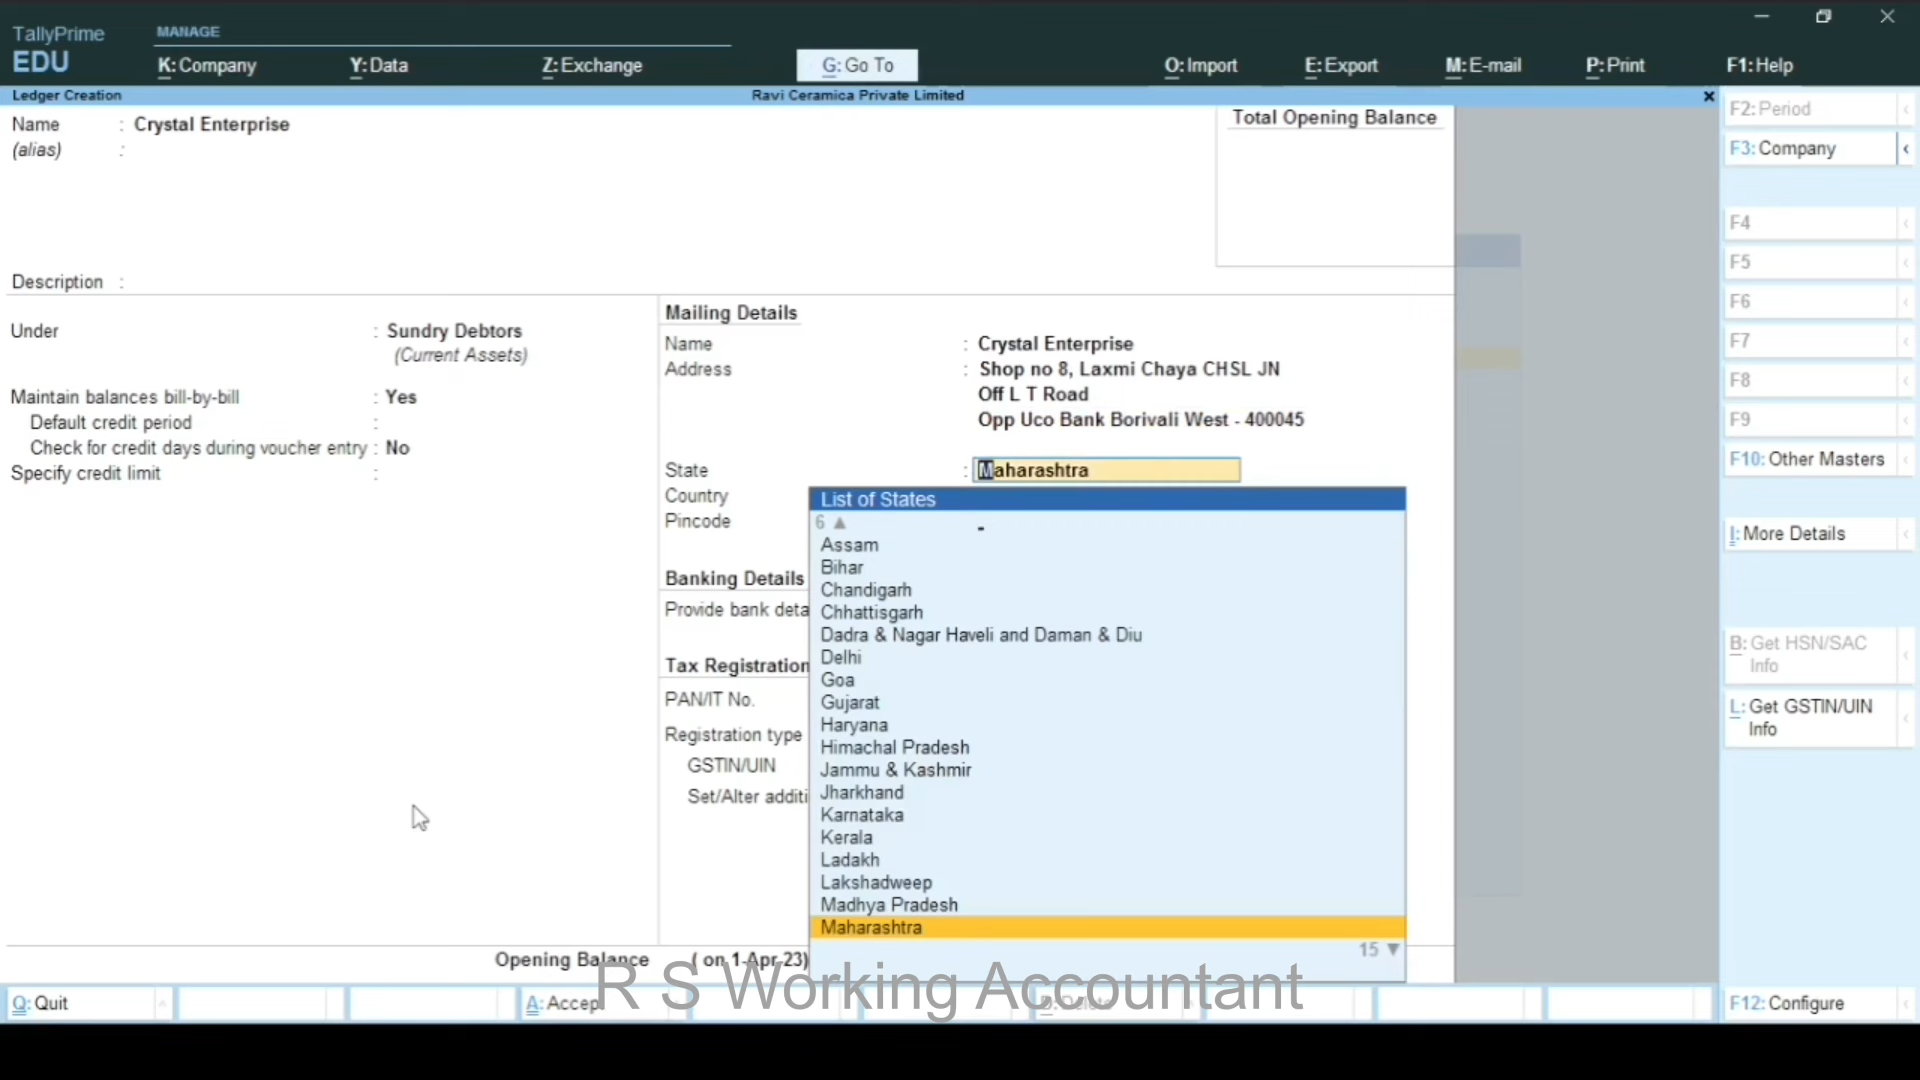 TallyPrime
EDU
MANAGE
K: Company
Y: Data
Z: Exchange
G: Go To
O: Import
E: Export
M: E-mail
P: Print
F1: Help
Ledger Creation
Ravi Ceramica Private Limited
Name : Crystal Enterprise
(alias) :
Total Opening Balance
Description :
Under : Sundry Debtors
(Current Assets)
Maintain balances bill-by-bill : Yes
Default credit period :
Check for credit days during voucher entry : No
Specify credit limit :
Mailing Details
Name : Crystal Enterprise
Address : Shop no 8, Laxmi Chaya CHSL JN
Off L T Road
Opp Uco Bank Borivali West - 400045
State : Maharashtra
Country
Pincode
Banking Details
Provide bank deta
Tax Registration
PAN/IT No.
Registration type
GSTIN/UIN
Set/Alter additi
List of States
6 ▲
Assam
Bihar
Chandigarh
Chhattisgarh
Dadra & Nagar Haveli and Daman & Diu
Delhi
Goa
Gujarat
Haryana
Himachal Pradesh
Jammu & Kashmir
Jharkhand
Karnataka
Kerala
Ladakh
Lakshadweep
Madhya Pradesh
Maharashtra
15 ▼
Opening Balance ( on 1-Apr-23)
R S Working Accountant
Q: Quit
A: Accep
D: Delete
F2: Period
F3: Company
F4
F5
F6
F7
F8
F9
F10: Other Masters
I: More Details
B: Get HSN/SAC
Info
L: Get GSTIN/UIN
Info
F12: Configure